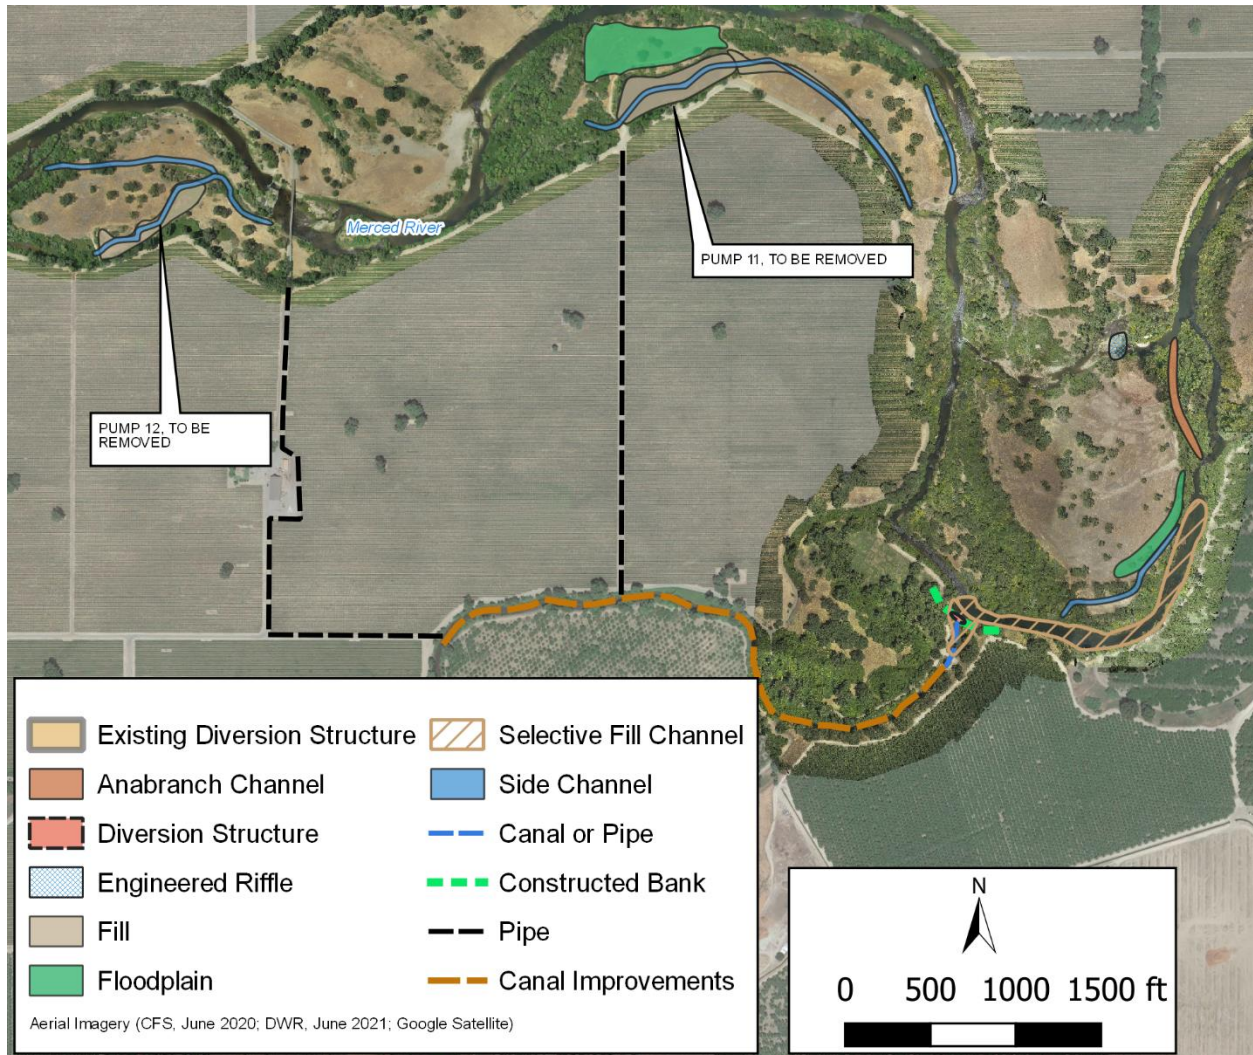 Merced River
PUMP 11, TO BE REMOVED
PUMP 12, TO BE
REMOVED
Existing Diversion Structure
Anabranch Channel
Diversion Structure
Engineered Riffle
Fill
Floodplain
Selective Fill Channel
Side Channel
Canal or Pipe
Constructed Bank
Pipe
Canal Improvements
Aerial Imagery (CFS, June 2020; DWR, June 2021; Google Satellite)
N
0 500 1000 1500 ft